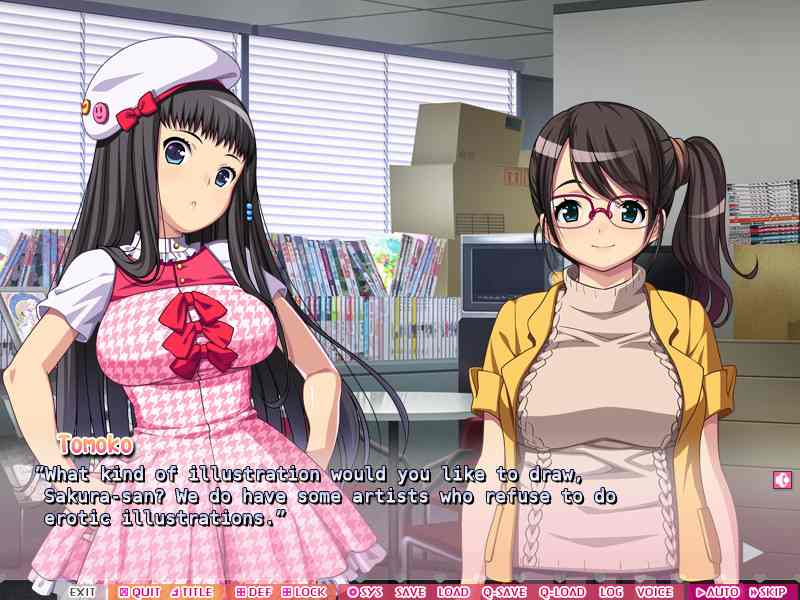 Tomoko
“What kind of illustration would you like to draw,
Sakura-san? We do have some artists who refuse to do
erotic illustrations.”
EXIT QUIT TITLE DEF LOCK SYS SAVE LOAD Q-SAVE Q-LOAD LOG VOICE AUTO SKIP